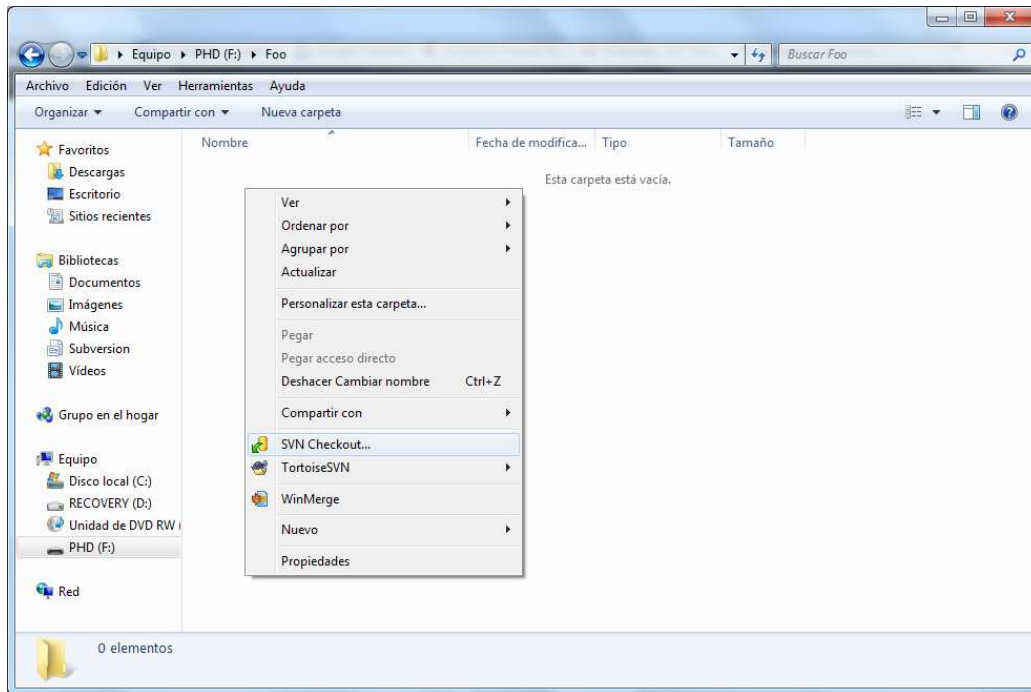 Equipo PHD (F:) Foo
Buscar Foo
Archivo Edición Ver Herramientas Ayuda
Organizar Compartir con Nueva carpeta
Nombre Fecha de modifica... Tipo Tamaño
Esta carpeta está vacía.
Favoritos
Descargas
Escritorio
Sitios recientes
Bibliotecas
Documentos
Imágenes
Música
Subversion
Vídeos
Grupo en el hogar
Equipo
Disco local (C:)
RECOVERY (D:)
Unidad de DVD RW (
PHD (F:)
Red
Ver
Ordenar por
Agrupar por
Actualizar
Personalizar esta carpeta...
Pegar
Pegar acceso directo
Deshacer Cambiar nombre Ctrl+Z
Compartir con
SVN Checkout...
TortoiseSVN
WinMerge
Nuevo
Propiedades
0 elementos